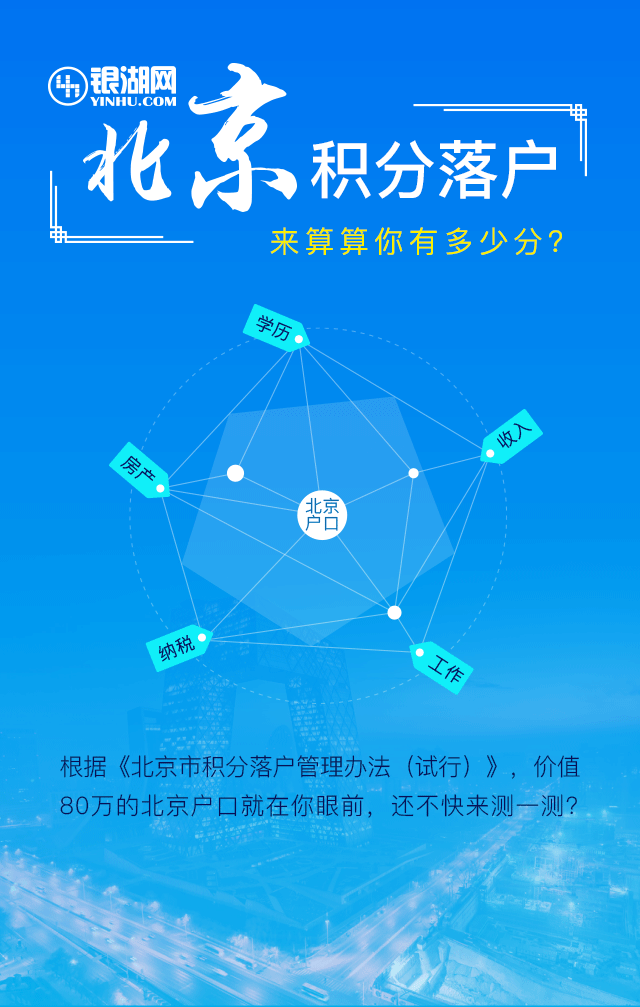 银湖网
YINHU.COM
北京积分落户
来算算你有多少分?
学历
收入
房产
北京
户口
纳税
工作
根据《北京市积分落户管理办法（试行）》，价值
80万的北京户口就在你眼前，还不快来测一测?